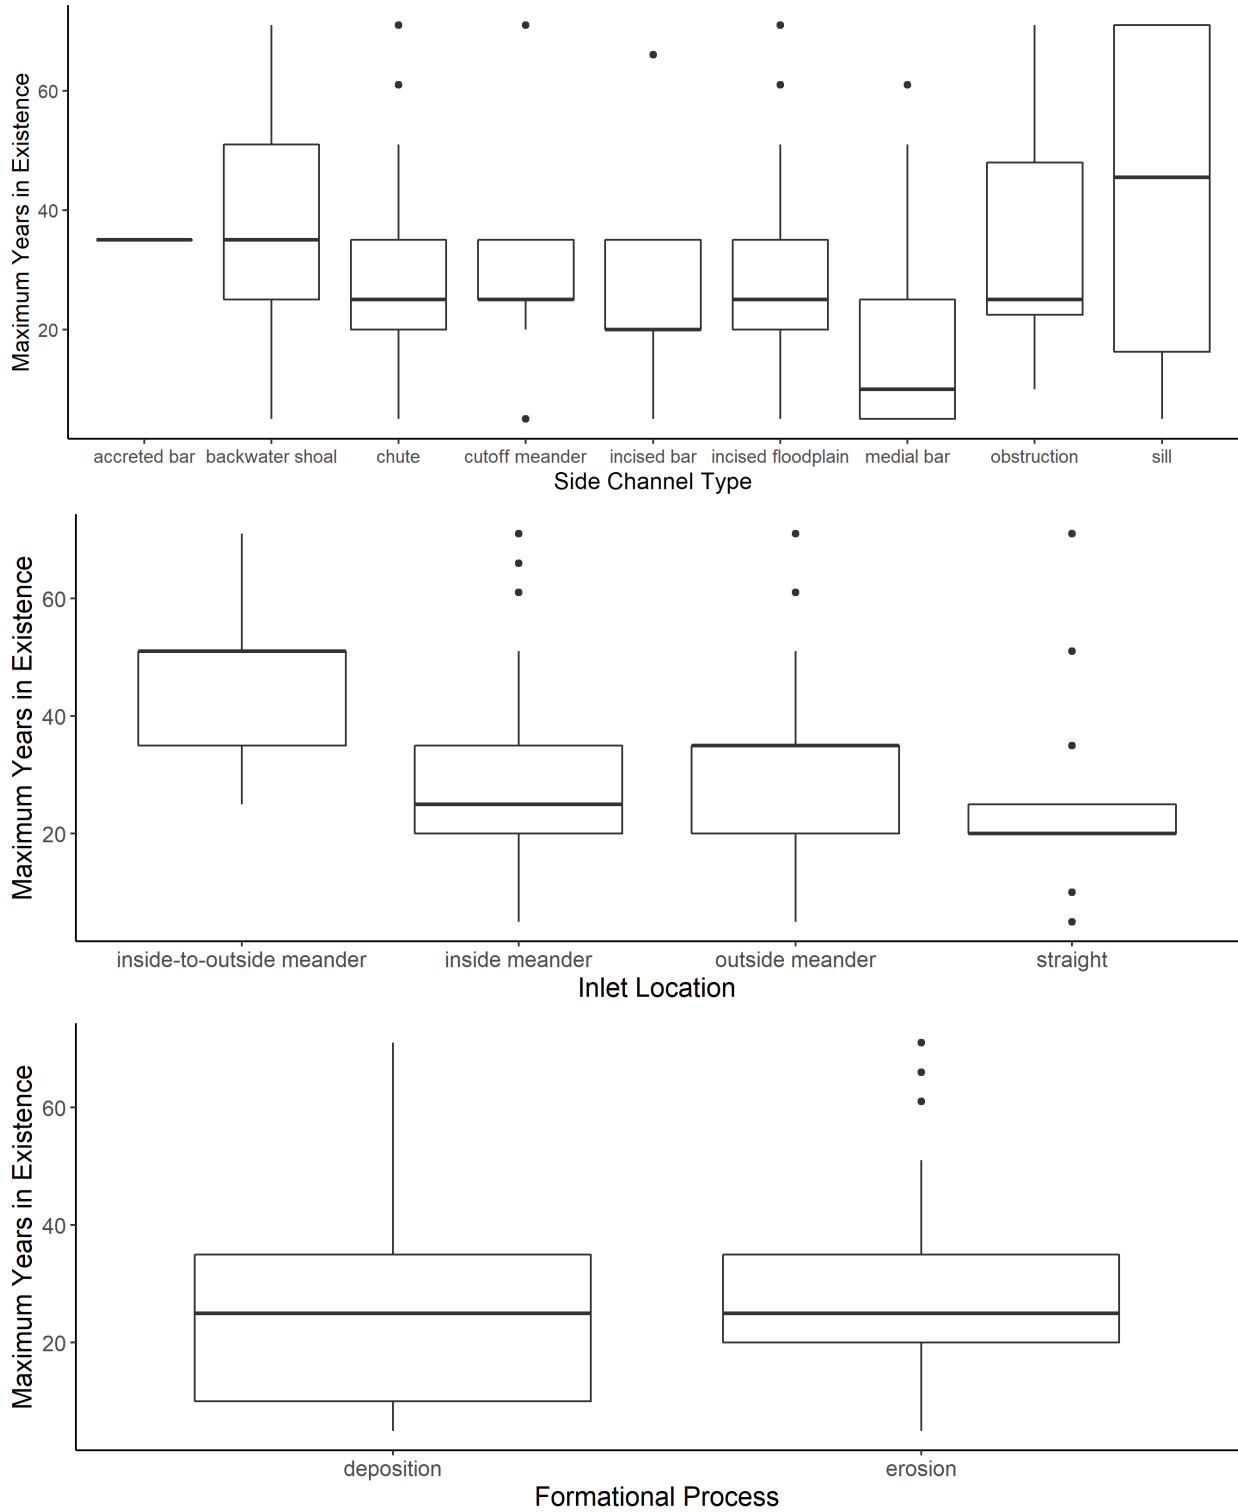 Maximum Years in Existence
60
40
20
accreted bar backwater shoal chute cutoff meander incised bar incised floodplain medial bar obstruction sill
Side Channel Type
Maximum Years in Existence
60
40
20
inside-to-outside meander inside meander outside meander straight
Inlet Location
Maximum Years in Existence
60
40
20
deposition erosion
Formational Process